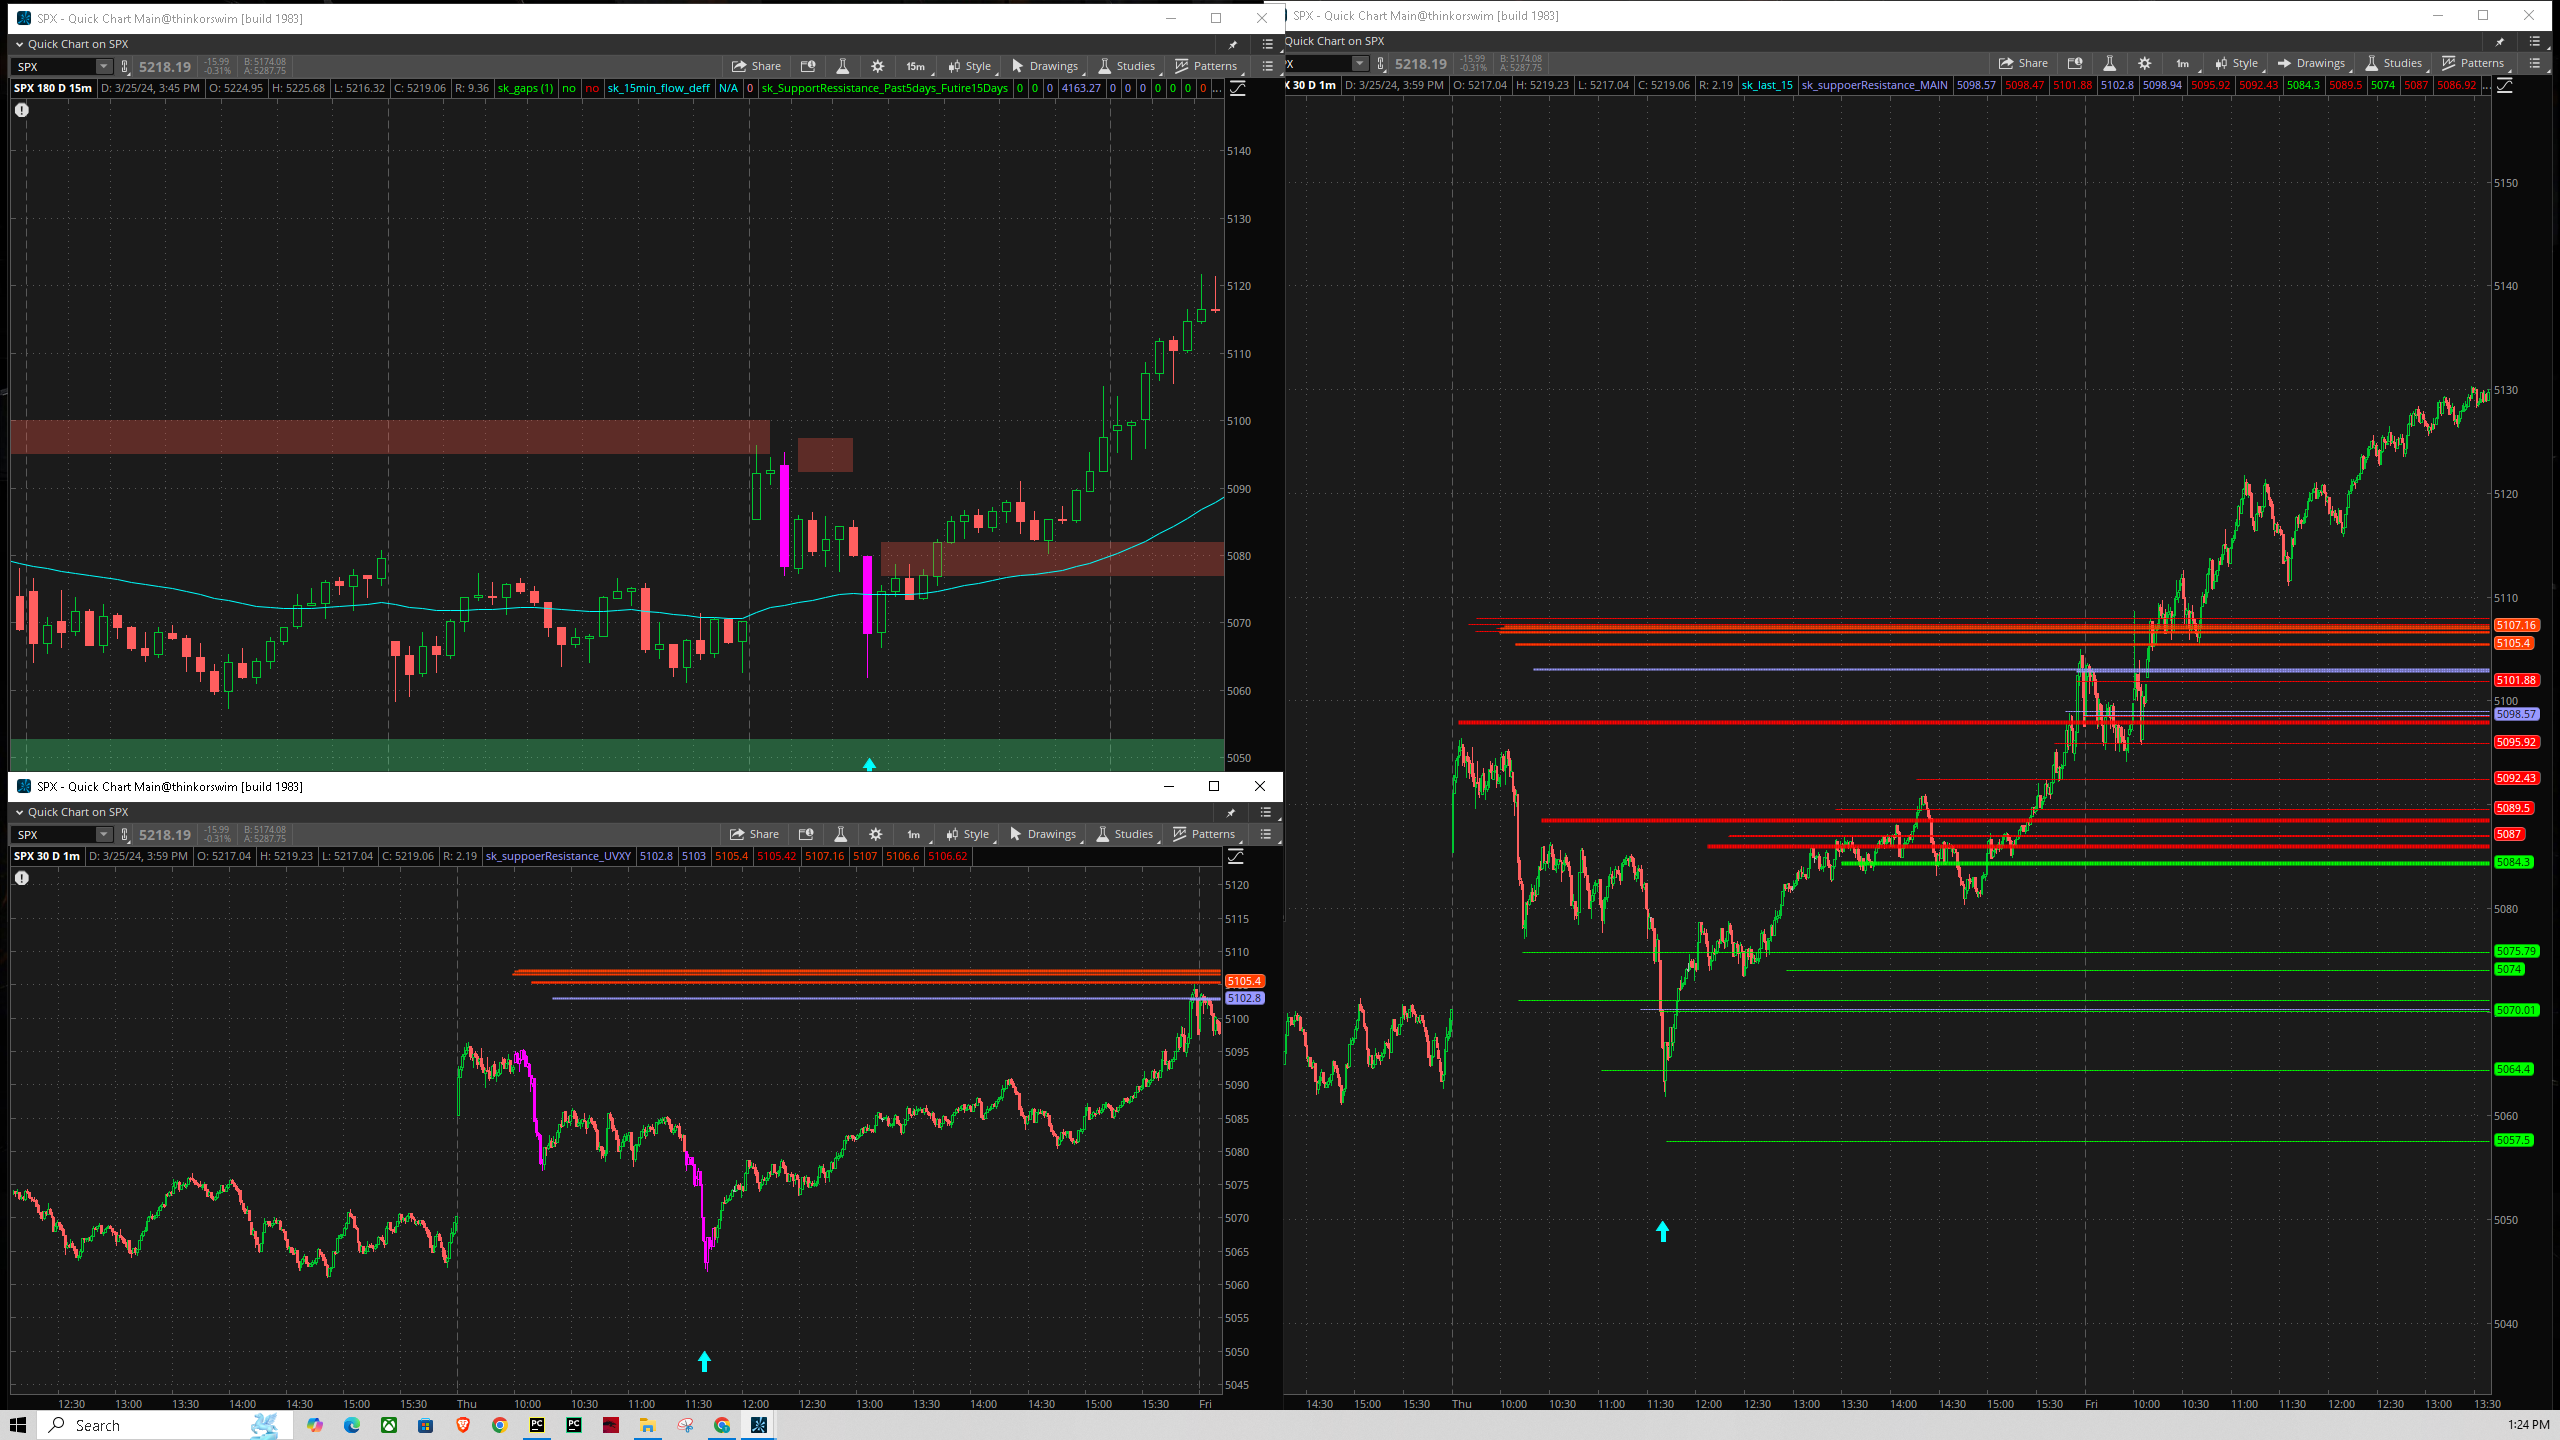 SPX - Quick Chart Main@thinkorswim [build 1983]
Quick Chart on SPX
SPX 5218.19 -15.99 -0.31% B: 5174.08 A: 5287.75 Share 15m Style Drawings Studies Patterns
SPX 180 D 15m D: 3/25/24, 3:45 PM O: 5224.95 H: 5225.68 L: 5216.32 C: 5219.06 R: 9.36 sk_gaps (1) no no sk_15min_flow_deff N/A 0 sk_SupportRessistance_Past5days_Futire15Days 0 0 0 4163.27 0 0 0 0 0 0 0 ...
5140
5130
5120
5110
5100
5090
5080
5070
5060
5050
SPX - Quick Chart Main@thinkorswim [build 1983]
Quick Chart on SPX
SPX 5218.19 -15.99 -0.31% B: 5174.08 A: 5287.75 Share 1m Style Drawings Studies Patterns
SPX 30 D 1m D: 3/25/24, 3:59 PM O: 5217.04 H: 5219.23 L: 5217.04 C: 5219.06 R: 2.19 sk_suppoerResistance_UVXY 5102.8 5103 5105.4 5105.42 5107.16 5107 5106.6 5106.62
5120
5115
5110
5105.4
5102.8
5100
5095
5090
5085
5080
5075
5070
5065
5060
5055
5050
5045
12:30 13:00 13:30 14:00 14:30 15:00 15:30 Thu 10:00 10:30 11:00 11:30 12:00 12:30 13:00 13:30 14:00 14:30 15:00 15:30 Fri
SPX - Quick Chart Main@thinkorswim [build 1983]
Quick Chart on SPX
PX 5218.19 -15.99 -0.31% B: 5174.08 A: 5287.75 Share 1m Style Drawings Studies Patterns
X 30 D 1m D: 3/25/24, 3:59 PM O: 5217.04 H: 5219.23 L: 5217.04 C: 5219.06 R: 2.19 sk_last_15 sk_suppoerResistance_MAIN 5098.57 5098.47 5101.88 5102.8 5098.94 5095.92 5092.43 5084.3 5089.5 5074 5087 5086.92 ...
5150
5140
5130
5120
5110
5107.16
5105.4
5101.88
5100
5098.57
5095.92
5092.43
5089.5
5087
5084.3
5080
5075.79
5074
5070.01
5064.4
5060
5057.5
5050
5040
14:30 15:00 15:30 Thu 10:00 10:30 11:00 11:30 12:00 12:30 13:00 13:30 14:00 14:30 15:00 15:30 Fri 10:00 10:30 11:00 11:30 12:00 12:30 13:00 13:30
Search
PC
PC
1:24 PM